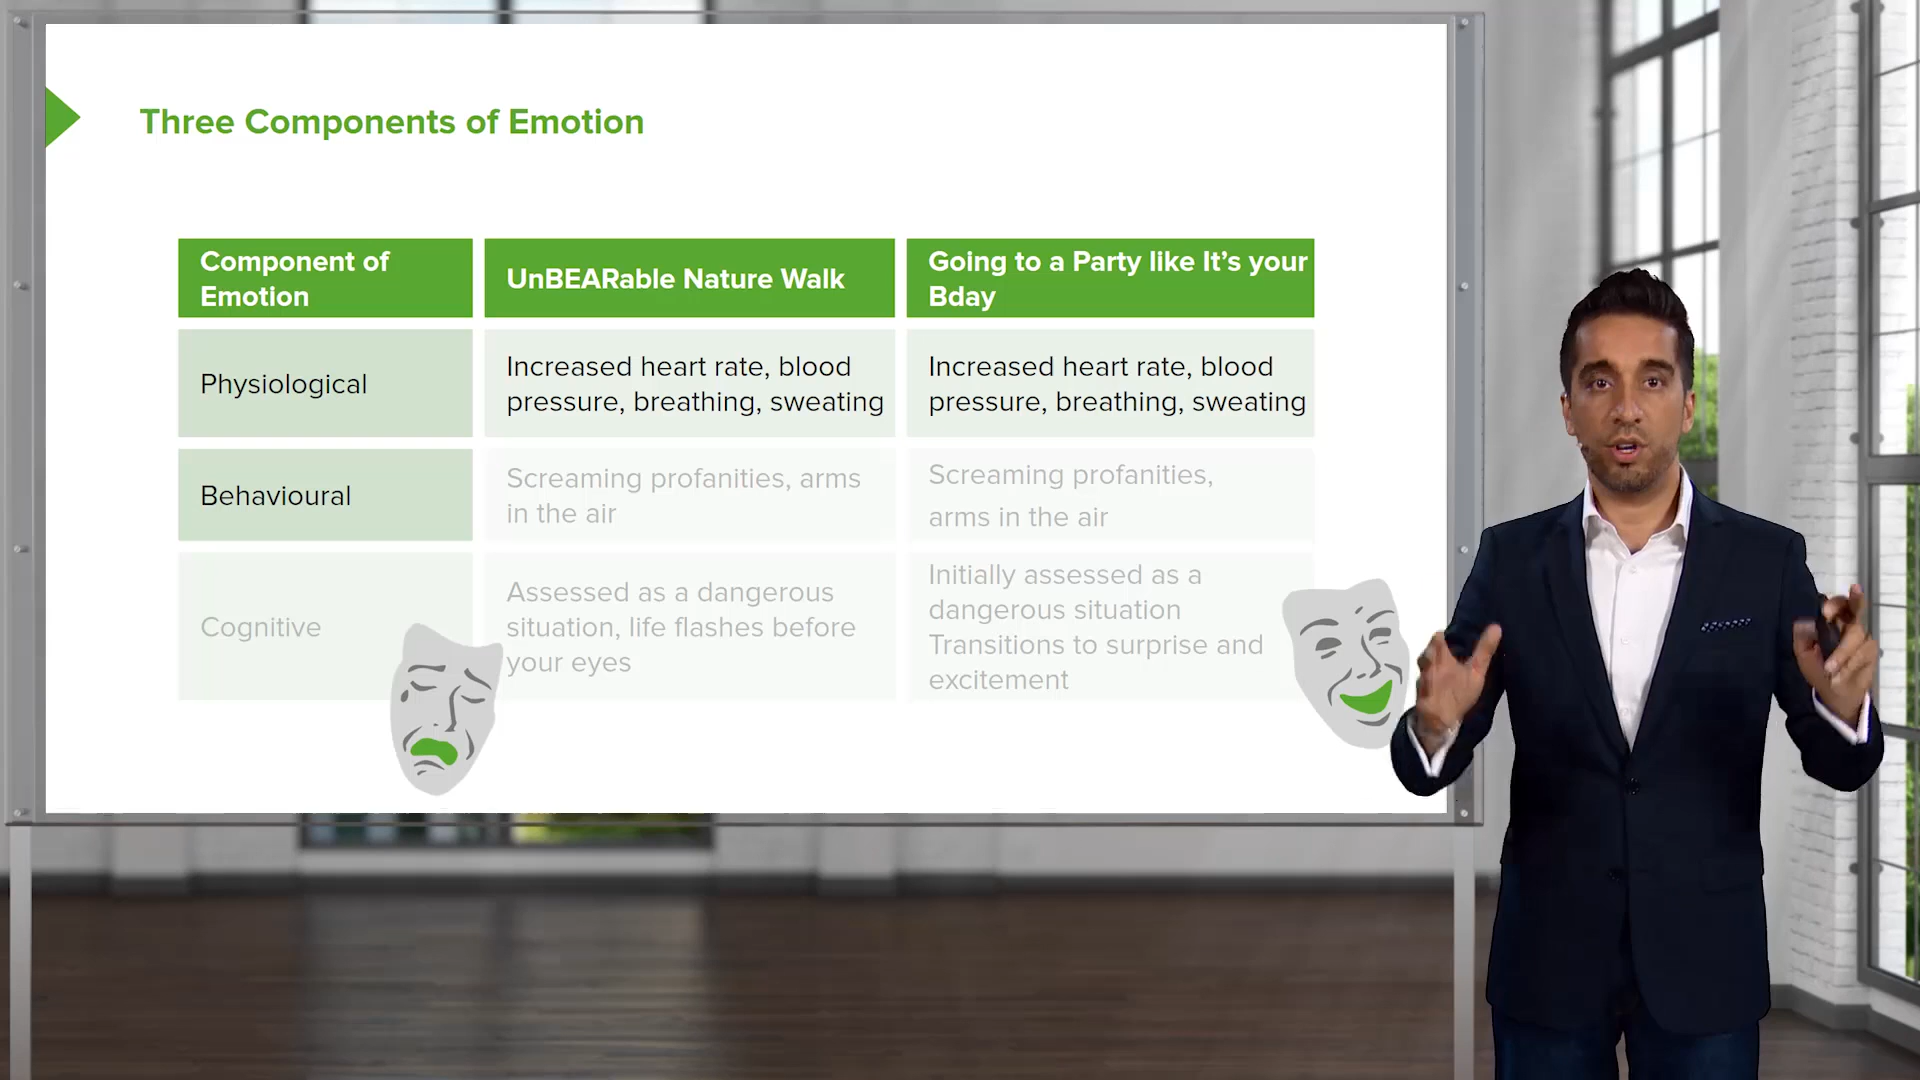 Three Components of Emotion
Component of
Emotion
UnBEARable Nature Walk
Going to a Party like It's your
Bday
Physiological
Increased heart rate, blood
pressure, breathing, sweating
Increased heart rate, blood
pressure, breathing, sweating
Behavioural
Screaming profanities, arms
in the air
Screaming profanities,
arms in the air
Cognitive
Assessed as a dangerous
situation, life flashes before
your eyes
Initially assessed as a
dangerous situation
Transitions to surprise and
excitement